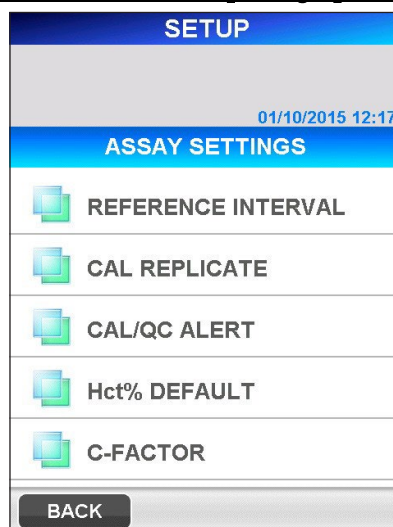 SETUP
01/10/2015 12:17
ASSAY SETTINGS
REFERENCE INTERVAL
CAL REPLICATE
CAL/QC ALERT
Hct% DEFAULT
C-FACTOR
BACK